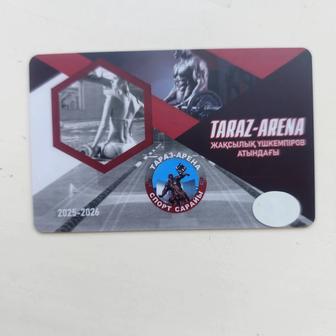 TARAZ-ARENA
ЖАҚСЫЛЫҚ ҮШКЕМПІРОВ
АТЫНДАҒЫ
ТАРАЗ-АРЕНА
СПОРТ САРАЙЫ
2025-2026